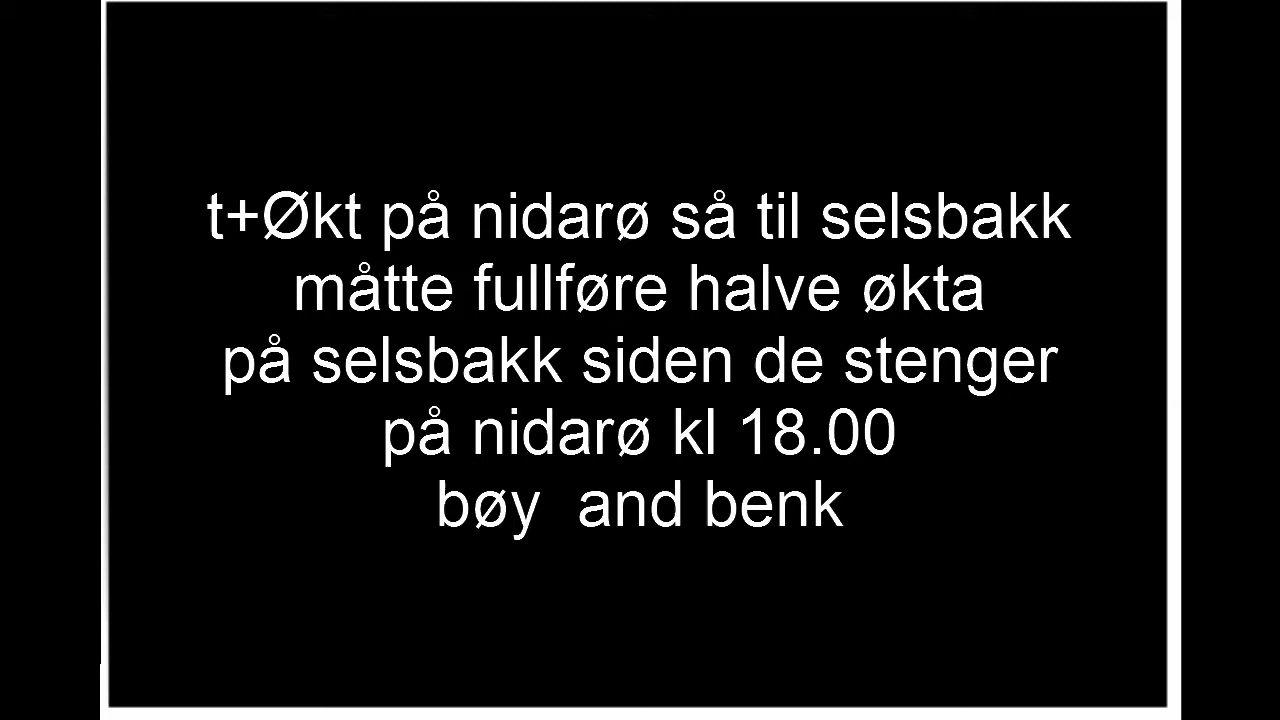 t+Økt på nidarø så til selsbakk
måtte fullføre halve økta
på selsbakk siden de stenger
på nidarø kl 18.00
bøy  and benk